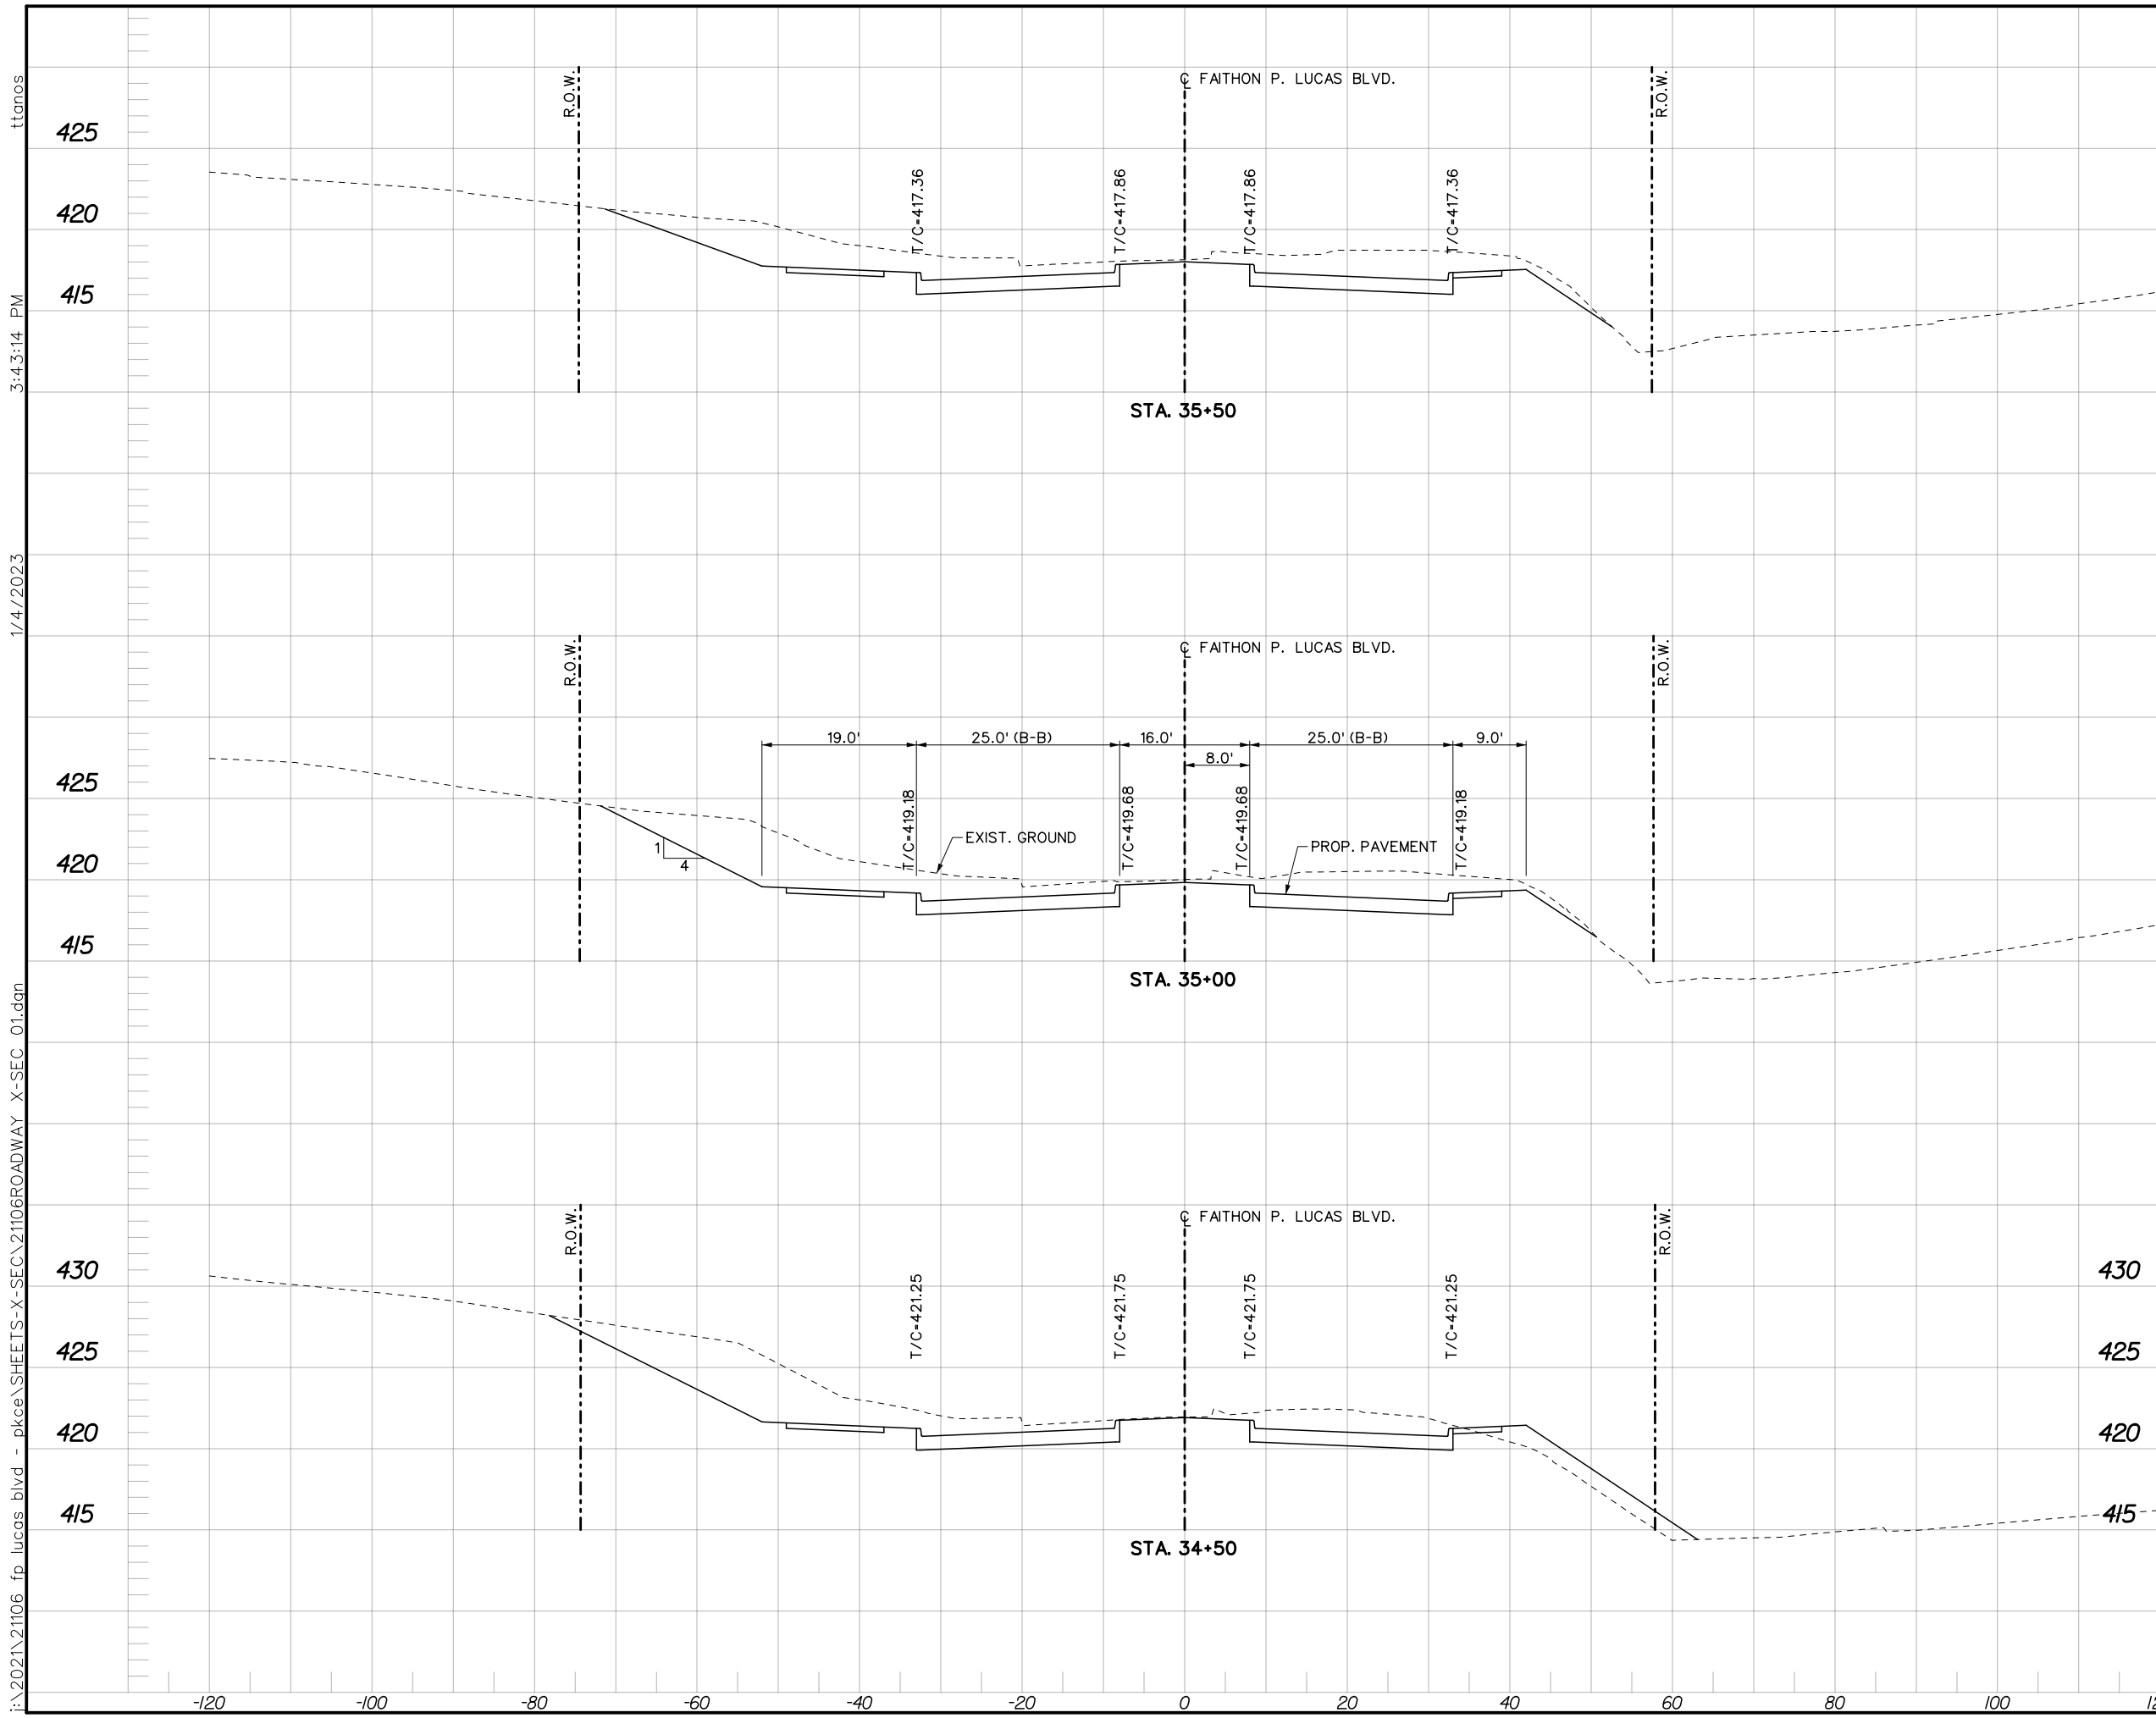 ttanos
3:43:14 PM
1/4/2023
j:\2021\21106 fp lucas blvd - pkce\SHEETS-X-SEC\21106ROADWAY X-SEC 01.dgn
R.O.W.
℄ FAITHON P. LUCAS BLVD.
R.O.W.
425
420
415
T/C=417.36
T/C=417.86
T/C=417.86
T/C=417.36
STA. 35+50
R.O.W.
℄ FAITHON P. LUCAS BLVD.
R.O.W.
19.0'
25.0' (B-B)
16.0'
25.0' (B-B)
9.0'
8.0'
425
420
415
T/C=419.18
T/C=419.68
T/C=419.68
T/C=419.18
EXIST. GROUND
PROP. PAVEMENT
1
4
STA. 35+00
R.O.W.
℄ FAITHON P. LUCAS BLVD.
R.O.W.
430
425
420
415
T/C=421.25
T/C=421.75
T/C=421.75
T/C=421.25
430
425
420
415
STA. 34+50
-120 -100 -80 -60 -40 -20 0 20 40 60 80 100